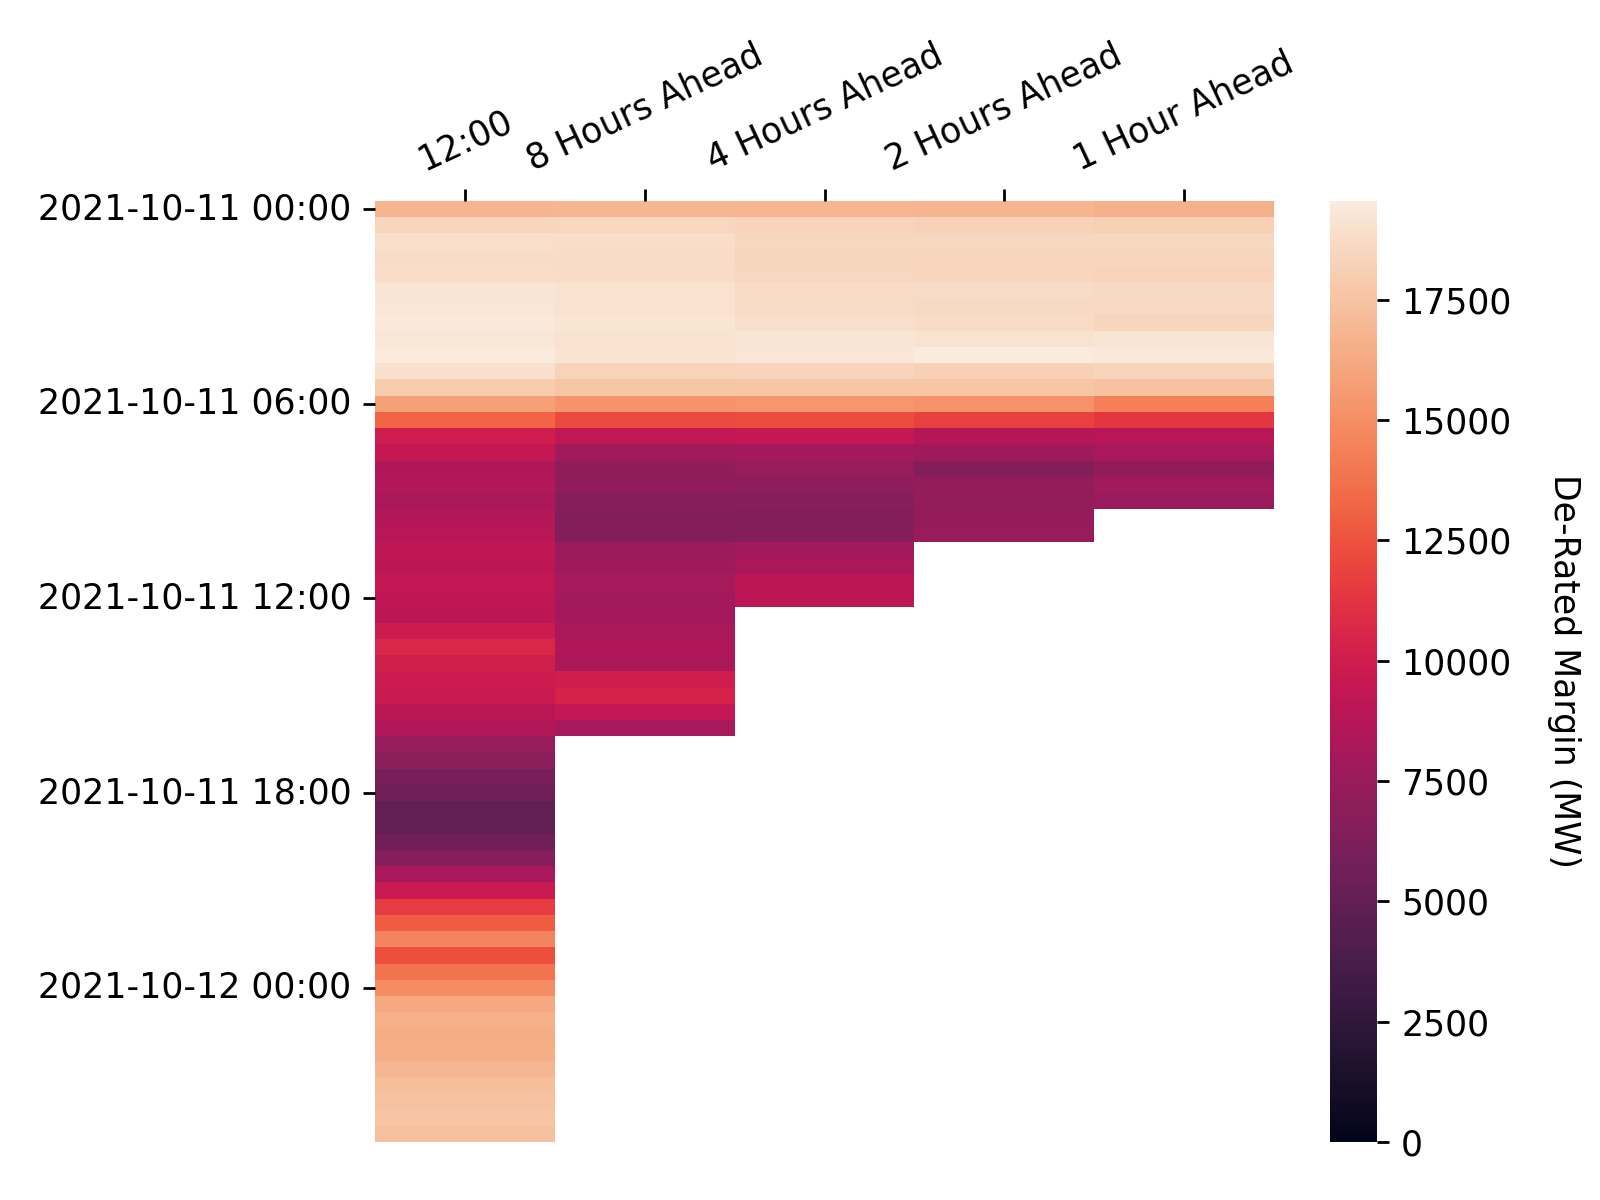 12:00
8 Hours Ahead
4 Hours Ahead
2 Hours Ahead
1 Hour Ahead
2021-10-11 00:00
2021-10-11 06:00
2021-10-11 12:00
2021-10-11 18:00
2021-10-12 00:00
17500
15000
12500
10000
7500
5000
2500
0
De-Rated Margin (MW)